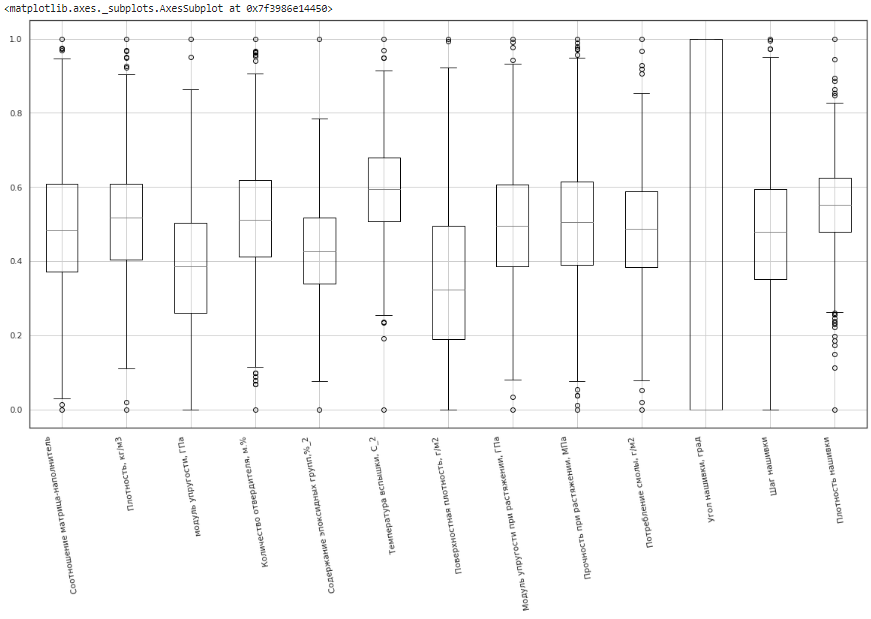 <matplotlib.axes._subplots.AxesSubplot at 0x7f3986e14450>
1.0
0.8
0.6
0.4
0.2
0.0
Соотношение матрица-наполнитель
Плотность, кг/м3
модуль упругости, ГПа
Количество отвердителя, м.%
Содержание эпоксидных групп,%_2
Температура вспышки, С_2
Поверхностная плотность, г/м2
Модуль упругости при растяжении, ГПа
Прочность при растяжении, МПа
Потребление смолы, г/м2
Угол нашивки, град
Шаг нашивки
Плотность нашивки